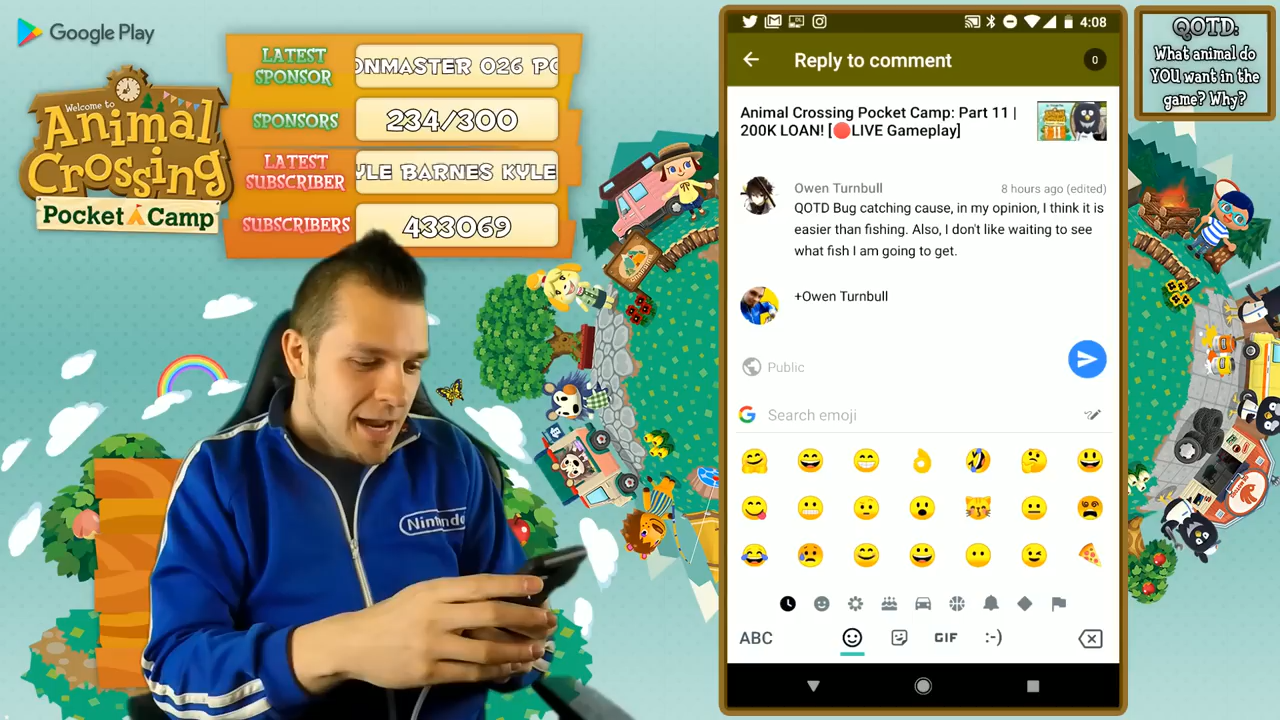 Google Play
Welcome to
Animal
Crossing
Pocket Camp
LATEST
SPONSOR
ONMASTER 026 PO
SPONSORS
234/300
LATEST
SUBSCRIBER
YLE BARNES KYLE
SUBSCRIBERS
433069
Nintendo
4:08
Reply to comment
0
Animal Crossing Pocket Camp: Part 11 |
200K LOAN! [🔴LIVE Gameplay]
Owen Turnbull
8 hours ago (edited)
QOTD Bug catching cause, in my opinion, I think it is
easier than fishing. Also, I don't like waiting to see
what fish I am going to get.
+Owen Turnbull
Public
Search emoji
ABC
GIF
:-)
QOTD:
What animal do
YOU want in the
game? Why?